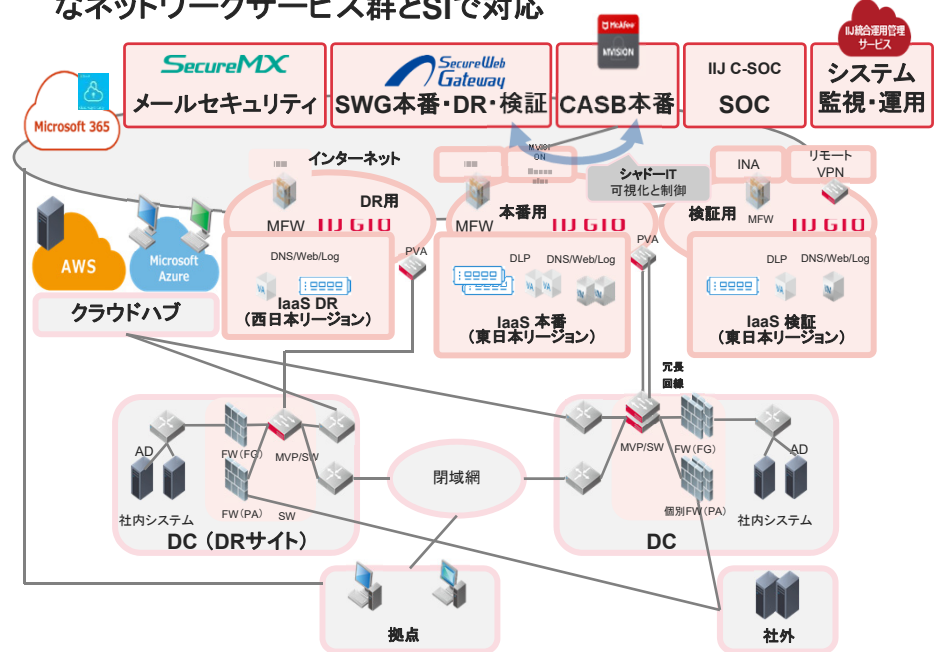 なネットワークサービス群とSIで対応
McAfee
MVISION
IIJ統合運用管理
サービス
SecureMX
メールセキュリティ
SecureWeb
Gateway
SWG本番・DR・検証
CASB本番
IIJ C-SOC
SOC
システム
監視・運用
Microsoft 365
インターネット
MVISI
ON
シャドーIT
可視化と制御
INA
リモート
VPN
DR用
MFW
IIJ GIO
本番用
MFW
IIJ GIO
検証用
MFW
IIJ GIO
PVA
PVA
AWS
Microsoft
Azure
クラウドハブ
DNS/Web/Log
VA
IaaS DR
（西日本リージョン）
DLP
DNS/Web/Log
VA
VA
IaaS 本番
（東日本リージョン）
DLP
DNS/Web/Log
VA
IaaS 検証
（東日本リージョン）
冗長
回線
AD
FW（FG）
MVP/SW
社内システム
FW（PA）
SW
DC（DRサイト）
閉域網
MVP/SW
FW（FG）
AD
個別FW（PA）
社内システム
DC
拠点
社外